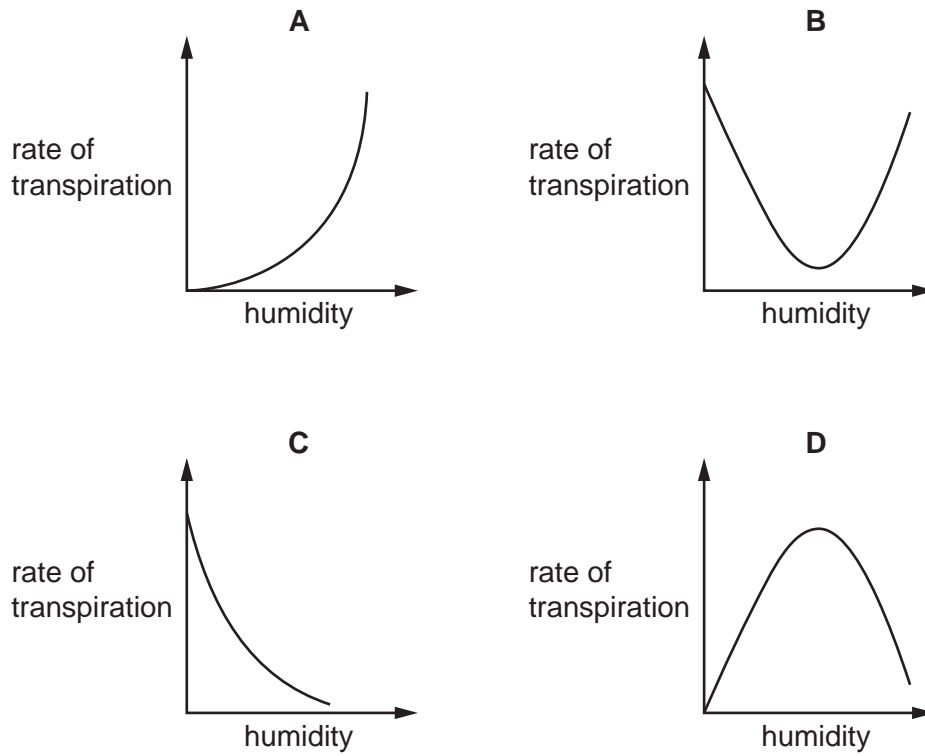 A
rate of
transpiration
humidity
B
rate of
transpiration
humidity
C
rate of
transpiration
humidity
D
rate of
transpiration
humidity